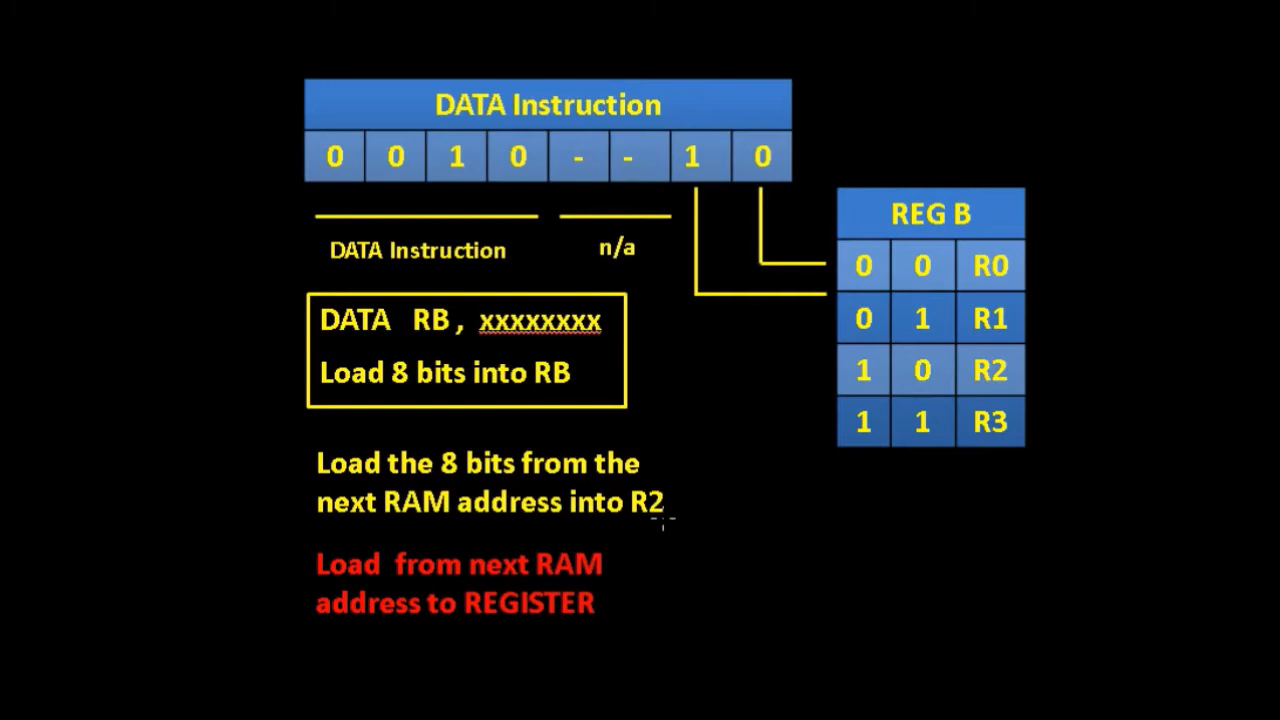 DATA Instruction
0 0 1 0 - - 1 0
DATA Instruction
n/a
REG B
0 0 R0
0 1 R1
1 0 R2
1 1 R3
DATA RB , xxxxxxxx
Load 8 bits into RB
Load the 8 bits from the
next RAM address into R2
Load from next RAM
address to REGISTER